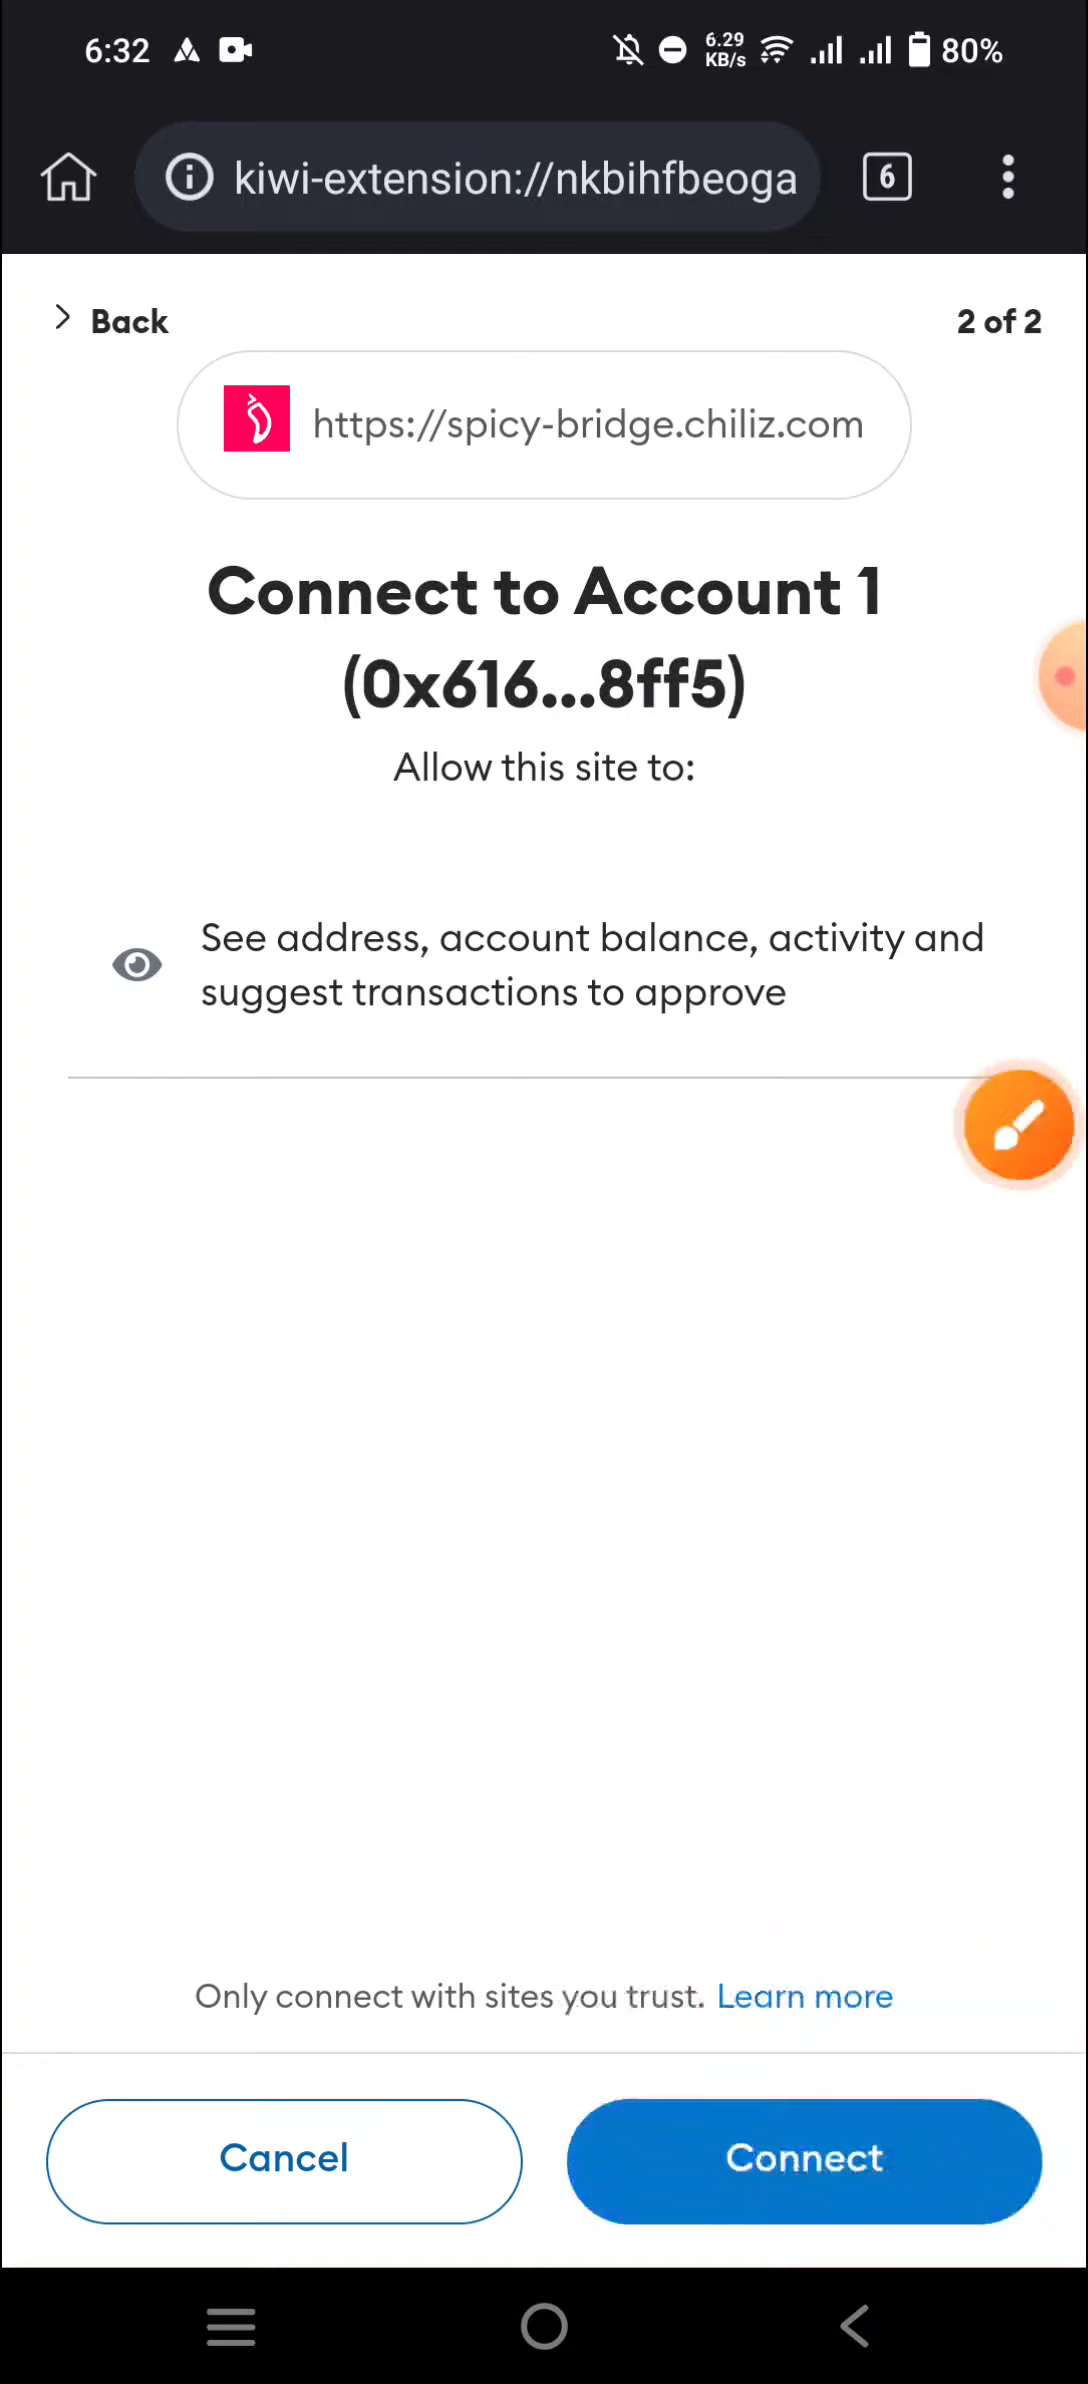 6:32
6.29
KB/s
80%
kiwi-extension://nkbihfbeoga
6
Back
2 of 2
https://spicy-bridge.chiliz.com
Connect to Account 1
(0x616...8ff5)
Allow this site to:
See address, account balance, activity and
suggest transactions to approve
Only connect with sites you trust. Learn more
Cancel
Connect